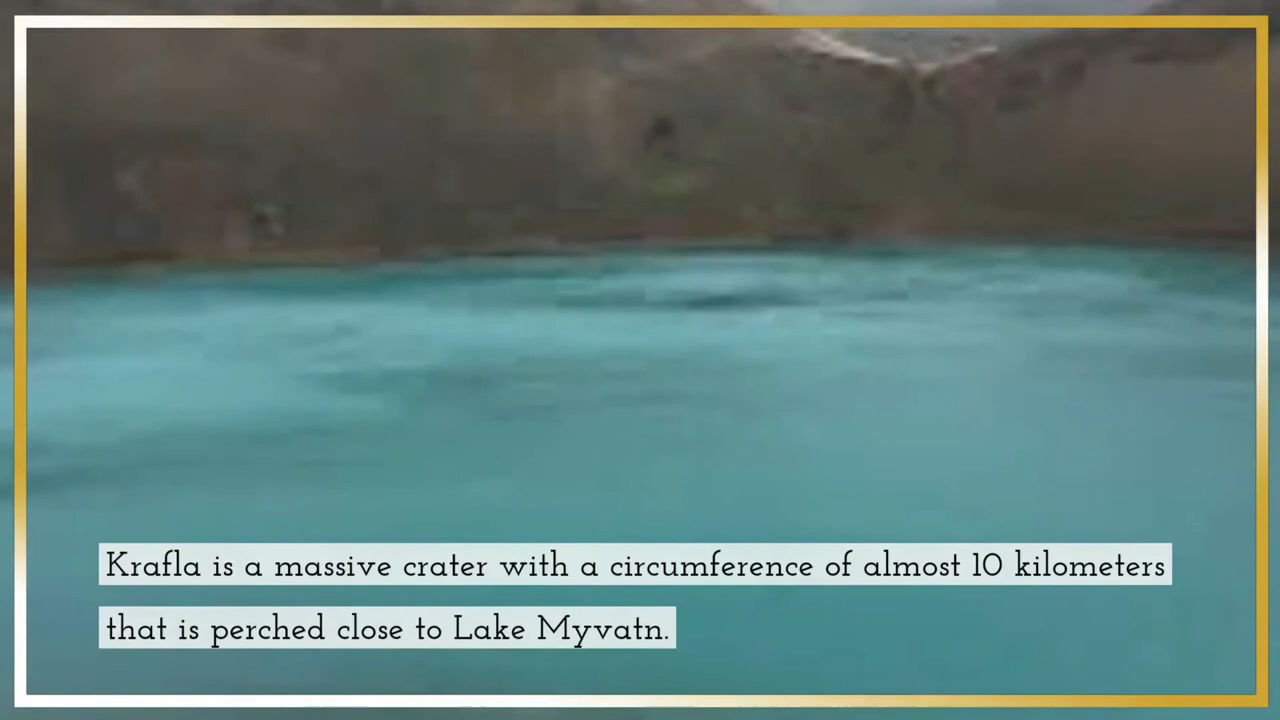 Krafla is a massive crater with a circumference of almost 10 kilometers
that is perched close to Lake Myvatn.